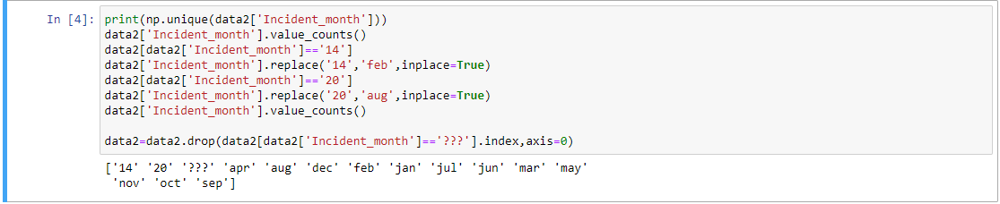 In [4]: print(np.unique(data2['Incident_month']))
data2['Incident_month'].value_counts()
data2[data2['Incident_month']=='14']
data2['Incident_month'].replace('14','feb',inplace=True)
data2[data2['Incident_month']=='20']
data2['Incident_month'].replace('20','aug',inplace=True)
data2['Incident_month'].value_counts()
data2=data2.drop(data2[data2['Incident_month']=='???'].index,axis=0)
['14' '20' '???' 'apr' 'aug' 'dec' 'feb' 'jan' 'jul' 'jun' 'mar' 'may'
'nov' 'oct' 'sep']